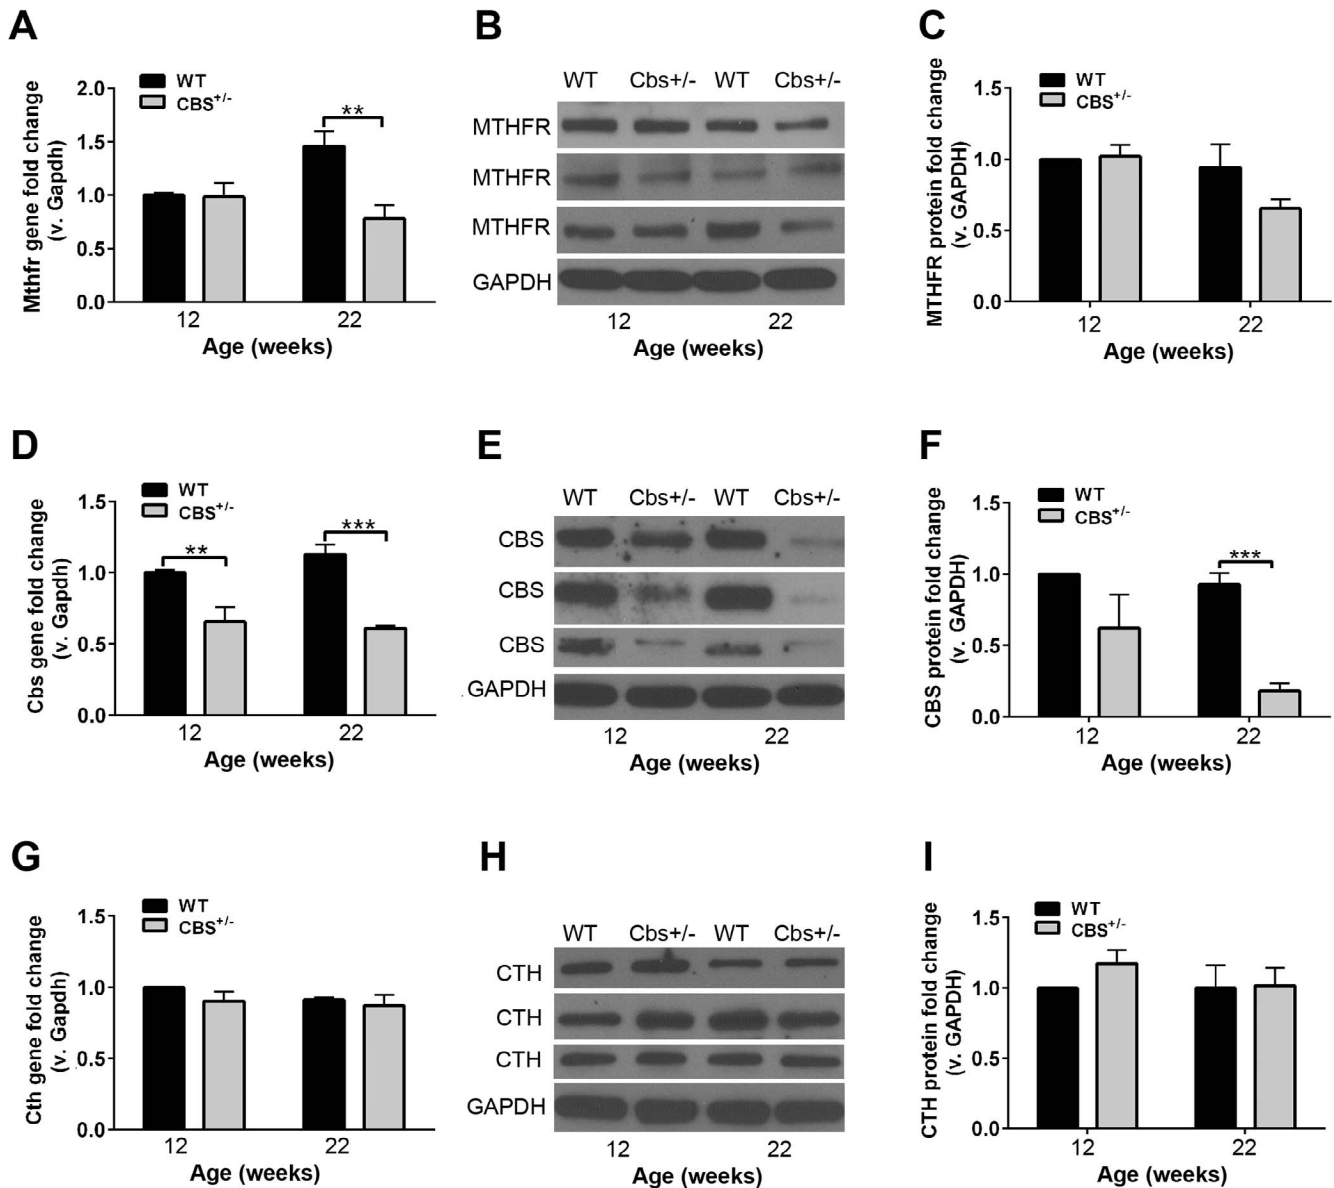 A
WT
CBS+/-
Mthfr gene fold change
(v. Gapdh)
2.0
1.5
1.0
0.5
0.0
**
12
22
Age (weeks)
B
WT Cbs+/- WT Cbs+/-
MTHFR
MTHFR
MTHFR
GAPDH
12
22
Age (weeks)
C
WT
CBS+/-
MTHFR protein fold change
(v. GAPDH)
1.5
1.0
0.5
0.0
12
22
Age (weeks)
D
WT
CBS+/-
Cbs gene fold change
(v. Gapdh)
1.5
1.0
0.5
0.0
**
***
12
22
Age (weeks)
E
WT Cbs+/- WT Cbs+/-
CBS
CBS
CBS
GAPDH
12
22
Age (weeks)
F
WT
CBS+/-
CBS protein fold change
(v. GAPDH)
1.5
1.0
0.5
0.0
***
12
22
Age (weeks)
G
WT
CBS+/-
Cth gene fold change
(v. Gapdh)
1.5
1.0
0.5
0.0
12
22
Age (weeks)
H
WT Cbs+/- WT Cbs+/-
CTH
CTH
CTH
GAPDH
12
22
Age (weeks)
I
WT
CBS+/-
CTH protein fold change
(v. GAPDH)
1.5
1.0
0.5
0.0
12
22
Age (weeks)